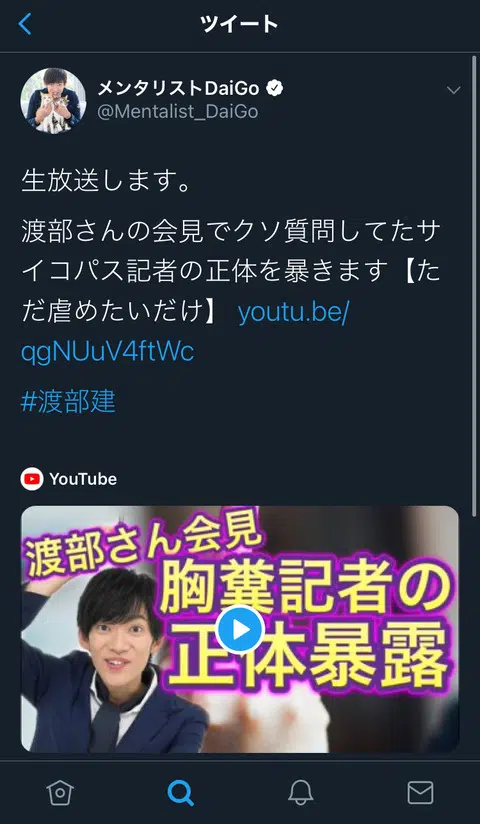 ツイート
メンタリストDaiGo
@Mentalist_DaiGo
生放送します。
渡部さんの会見でクソ質問してたサ
イコパス記者の正体を暴きます【た
だ虐めたいだけ】 youtu.be/
qgNUuV4ftWc
#渡部建
YouTube
渡部さん会見
胸糞記者の
正体暴露